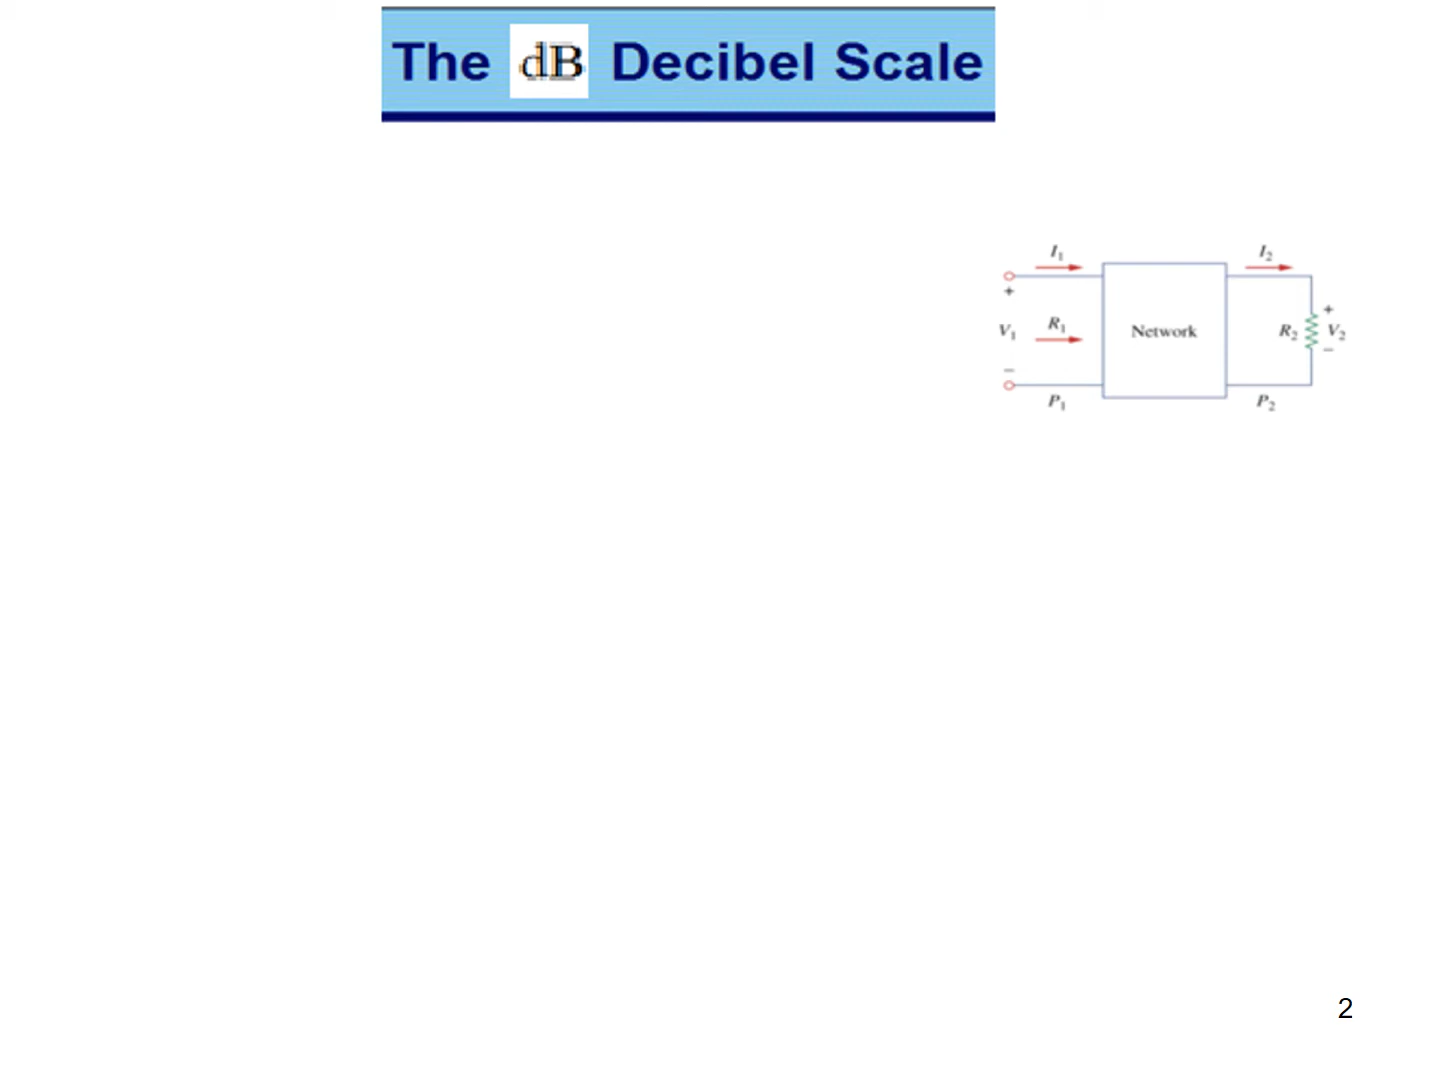 The dB Decibel Scale
I₁ I₂
+ +
V₁ R₁ Network R₂ V₂
− −
P₁ P₂
2